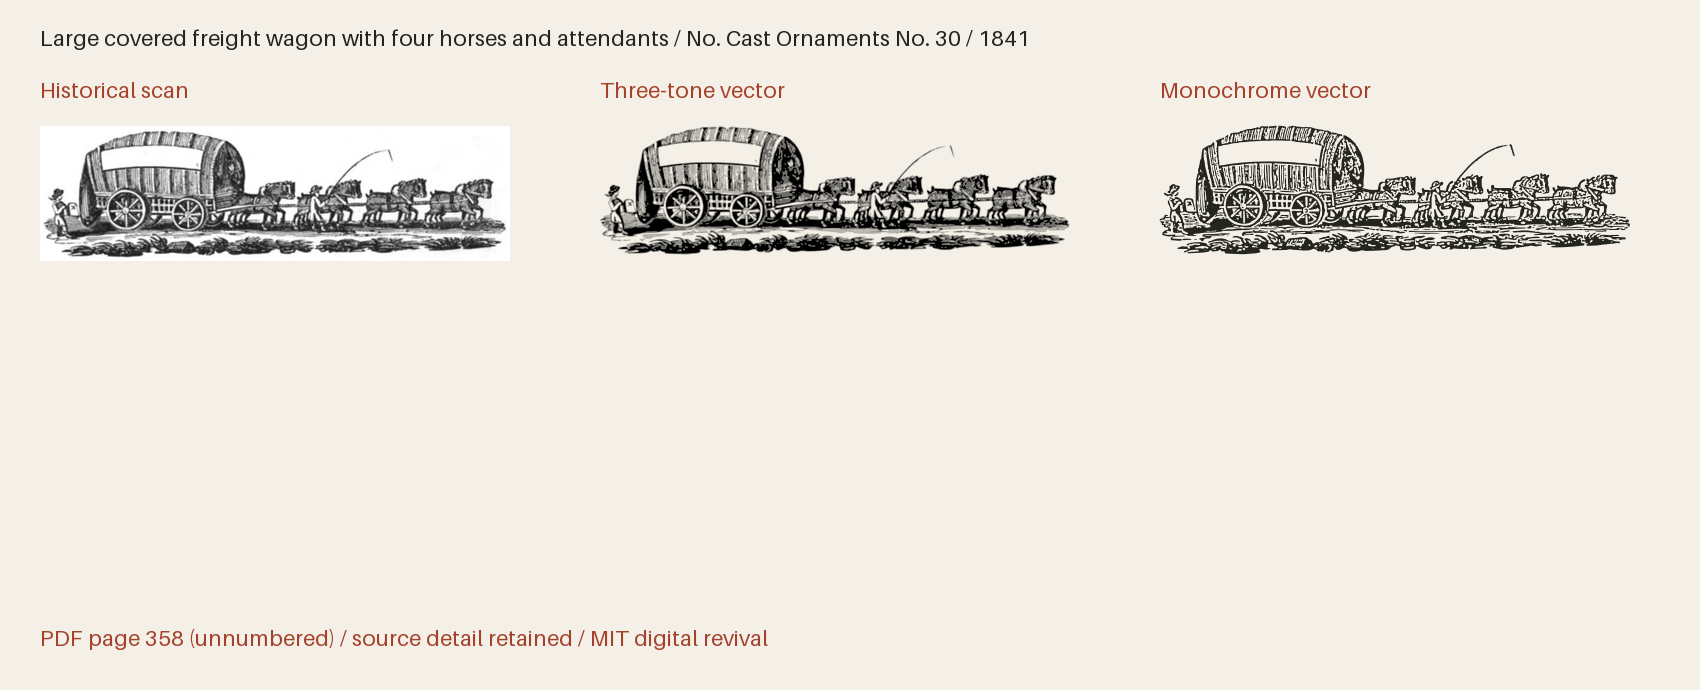 Large covered freight wagon with four horses and attendants / No. Cast Ornaments No. 30 / 1841
Historical scan
Three-tone vector
Monochrome vector
PDF page 358 (unnumbered) / source detail retained / MIT digital revival